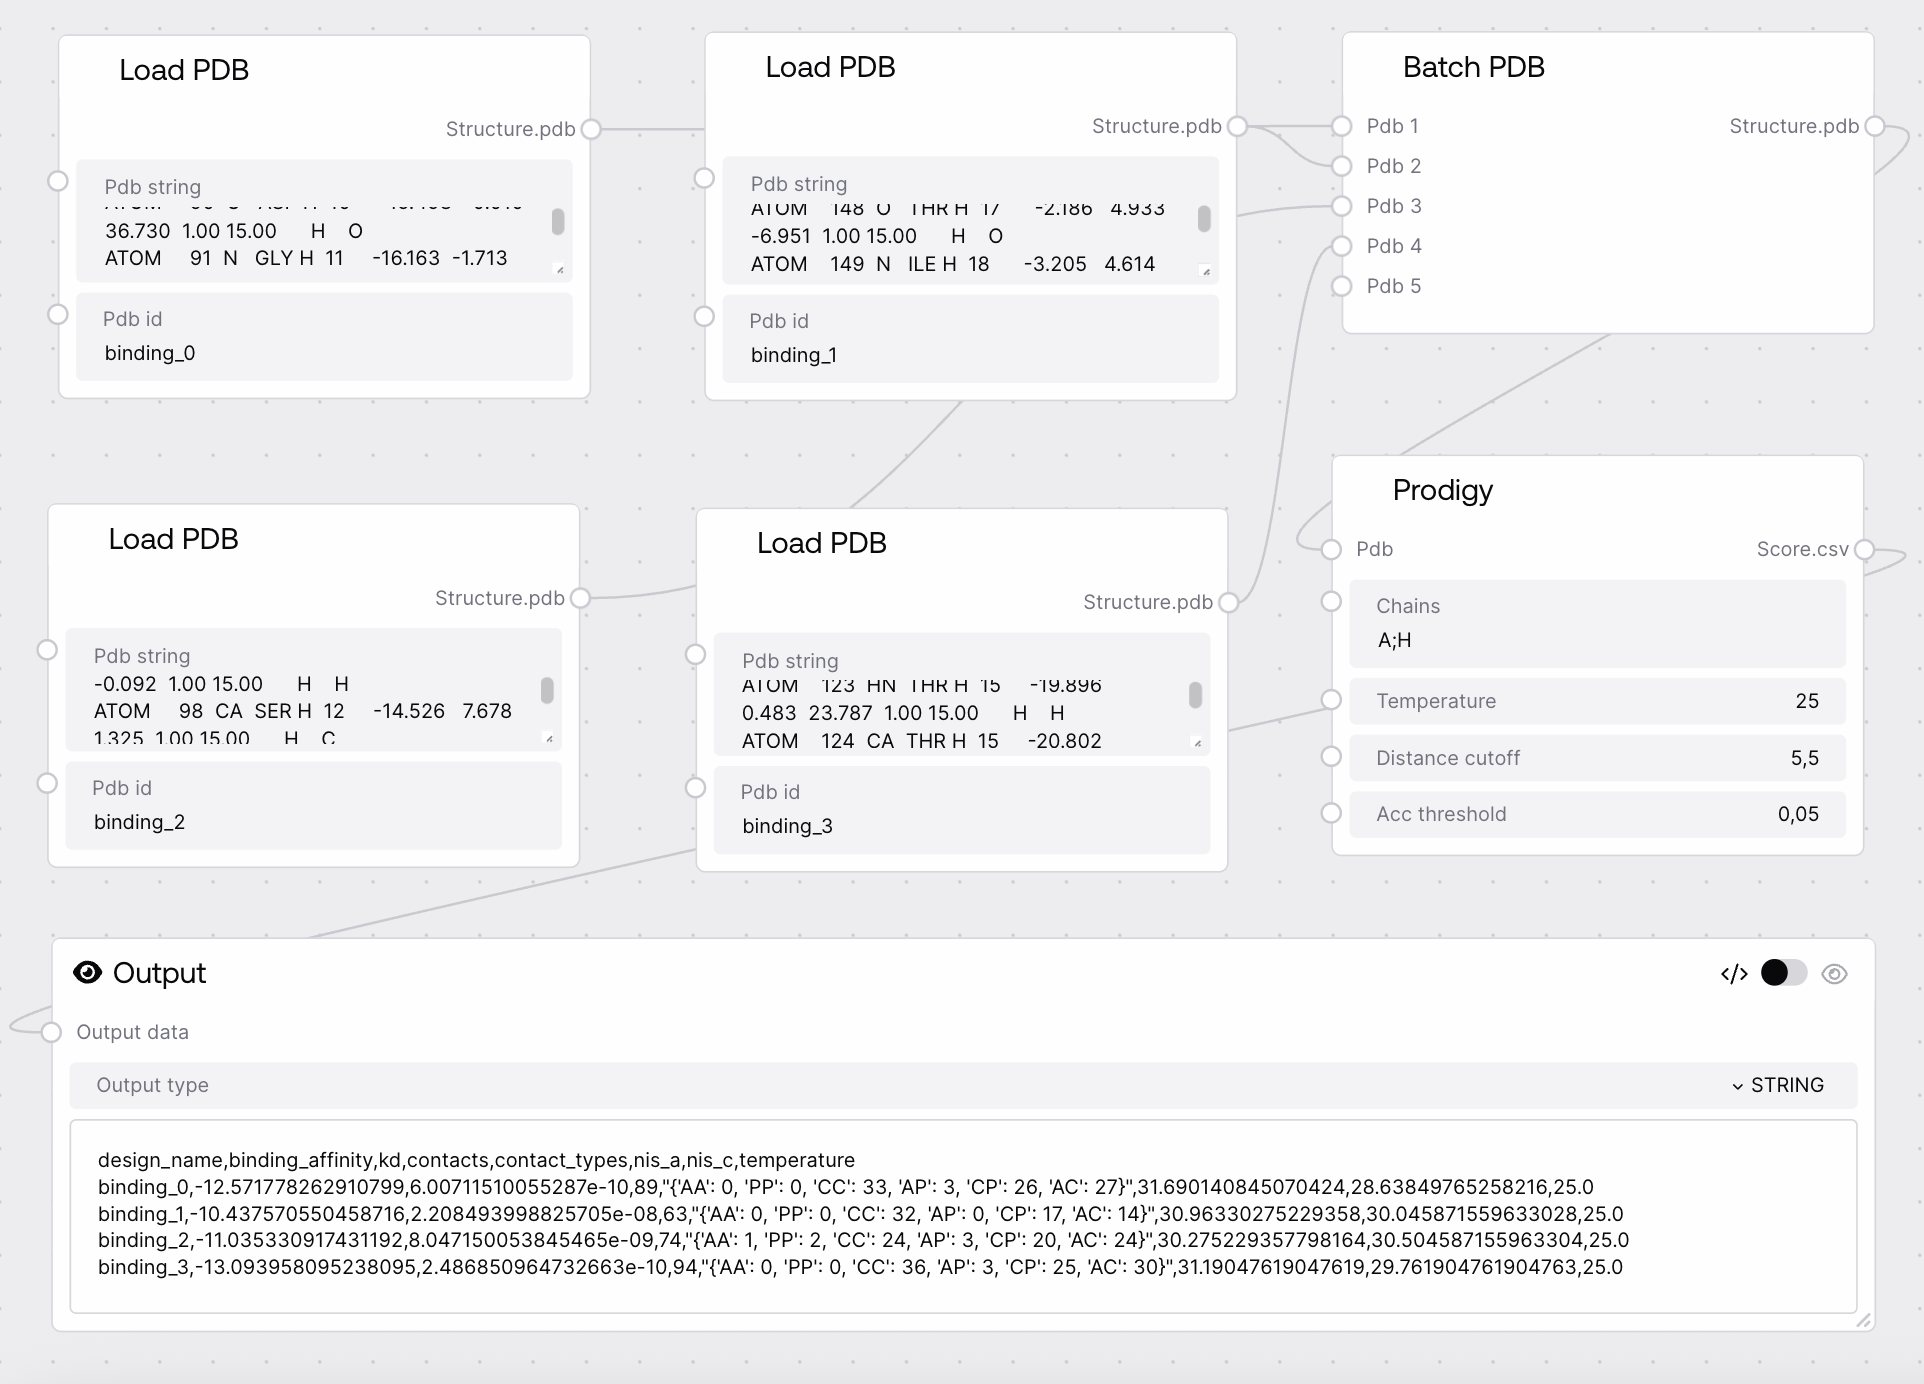 Load PDB
Structure.pdb
Pdb string
36.730 1.00 15.00 H O
ATOM 91 N GLY H 11 -16.163 -1.713
Pdb id
binding_0
Load PDB
Structure.pdb
Pdb string
ATOM 148 O THR H 17 -2.186 4.933
-6.951 1.00 15.00 H O
ATOM 149 N ILE H 18 -3.205 4.614
Pdb id
binding_1
Batch PDB
Pdb 1
Structure.pdb
Pdb 2
Pdb 3
Pdb 4
Pdb 5
Load PDB
Structure.pdb
Pdb string
-0.092 1.00 15.00 H H
ATOM 98 CA SER H 12 -14.526 7.678
1.325 1.00 15.00 H C
Pdb id
binding_2
Load PDB
Structure.pdb
Pdb string
ATOM 123 HN THR H 15 -19.896
0.483 23.787 1.00 15.00 H H
ATOM 124 CA THR H 15 -20.802
Pdb id
binding_3
Prodigy
Pdb
Score.csv
Chains
A;H
Temperature 25
Distance cutoff 5,5
Acc threshold 0,05
Output
</>
Output data
Output type
STRING
design_name,binding_affinity,kd,contacts,contact_types,nis_a,nis_c,temperature
binding_0,-12.571778262910799,6.00711510055287e-10,89,"{'AA': 0, 'PP': 0, 'CC': 33, 'AP': 3, 'CP': 26, 'AC': 27}",31.690140845070424,28.63849765258216,25.0
binding_1,-10.437570550458716,2.208493998825705e-08,63,"{'AA': 0, 'PP': 0, 'CC': 32, 'AP': 0, 'CP': 17, 'AC': 14}",30.96330275229358,30.045871559633028,25.0
binding_2,-11.035330917431192,8.047150053845465e-09,74,"{'AA': 1, 'PP': 2, 'CC': 24, 'AP': 3, 'CP': 20, 'AC': 24}",30.275229357798164,30.504587155963304,25.0
binding_3,-13.093958095238095,2.486850964732663e-10,94,"{'AA': 0, 'PP': 0, 'CC': 36, 'AP': 3, 'CP': 25, 'AC': 30}",31.19047619047619,29.761904761904763,25.0